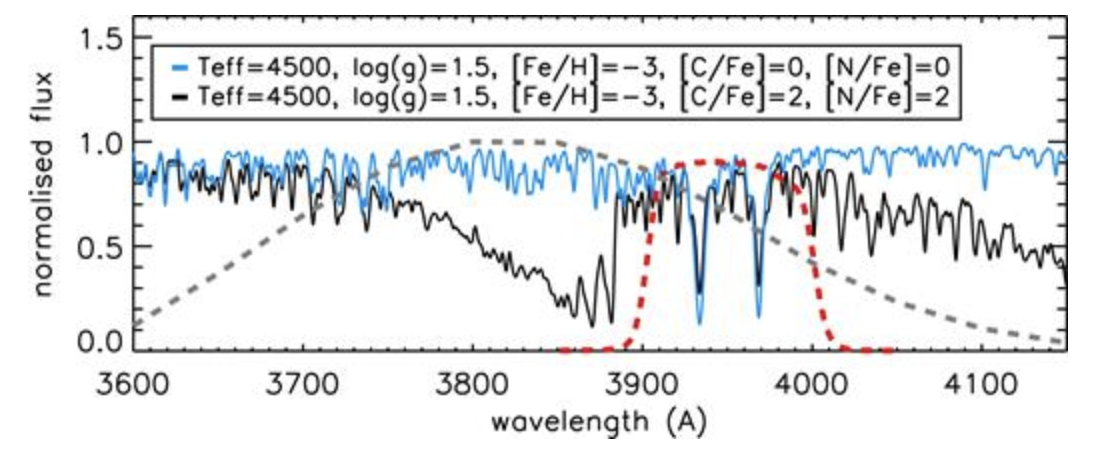 1.5
Teff=4500, log(g)=1.5, [Fe/H]=−3, [C/Fe]=0, [N/Fe]=0
Teff=4500, log(g)=1.5, [Fe/H]=−3, [C/Fe]=2, [N/Fe]=2
1.0
0.5
0.0
normalised flux
3600 3700 3800 3900 4000 4100
wavelength (A)